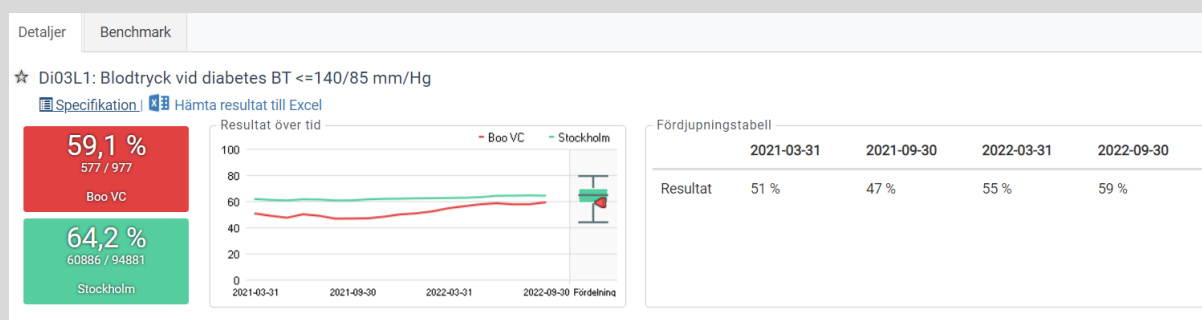 Detaljer Benchmark
Di03L1: Blodtryck vid diabetes BT <=140/85 mm/Hg
Specifikation | Hämta resultat till Excel
59,1 %
577 / 977
Boo VC
64,2 %
60886 / 94881
Stockholm
Resultat över tid
Boo VC Stockholm
100
80
60
40
20
0
2021-03-31 2021-09-30 2022-03-31 2022-09-30 Fördelning
Fördjupningstabell
2021-03-31 2021-09-30 2022-03-31 2022-09-30
Resultat 51 % 47 % 55 % 59 %